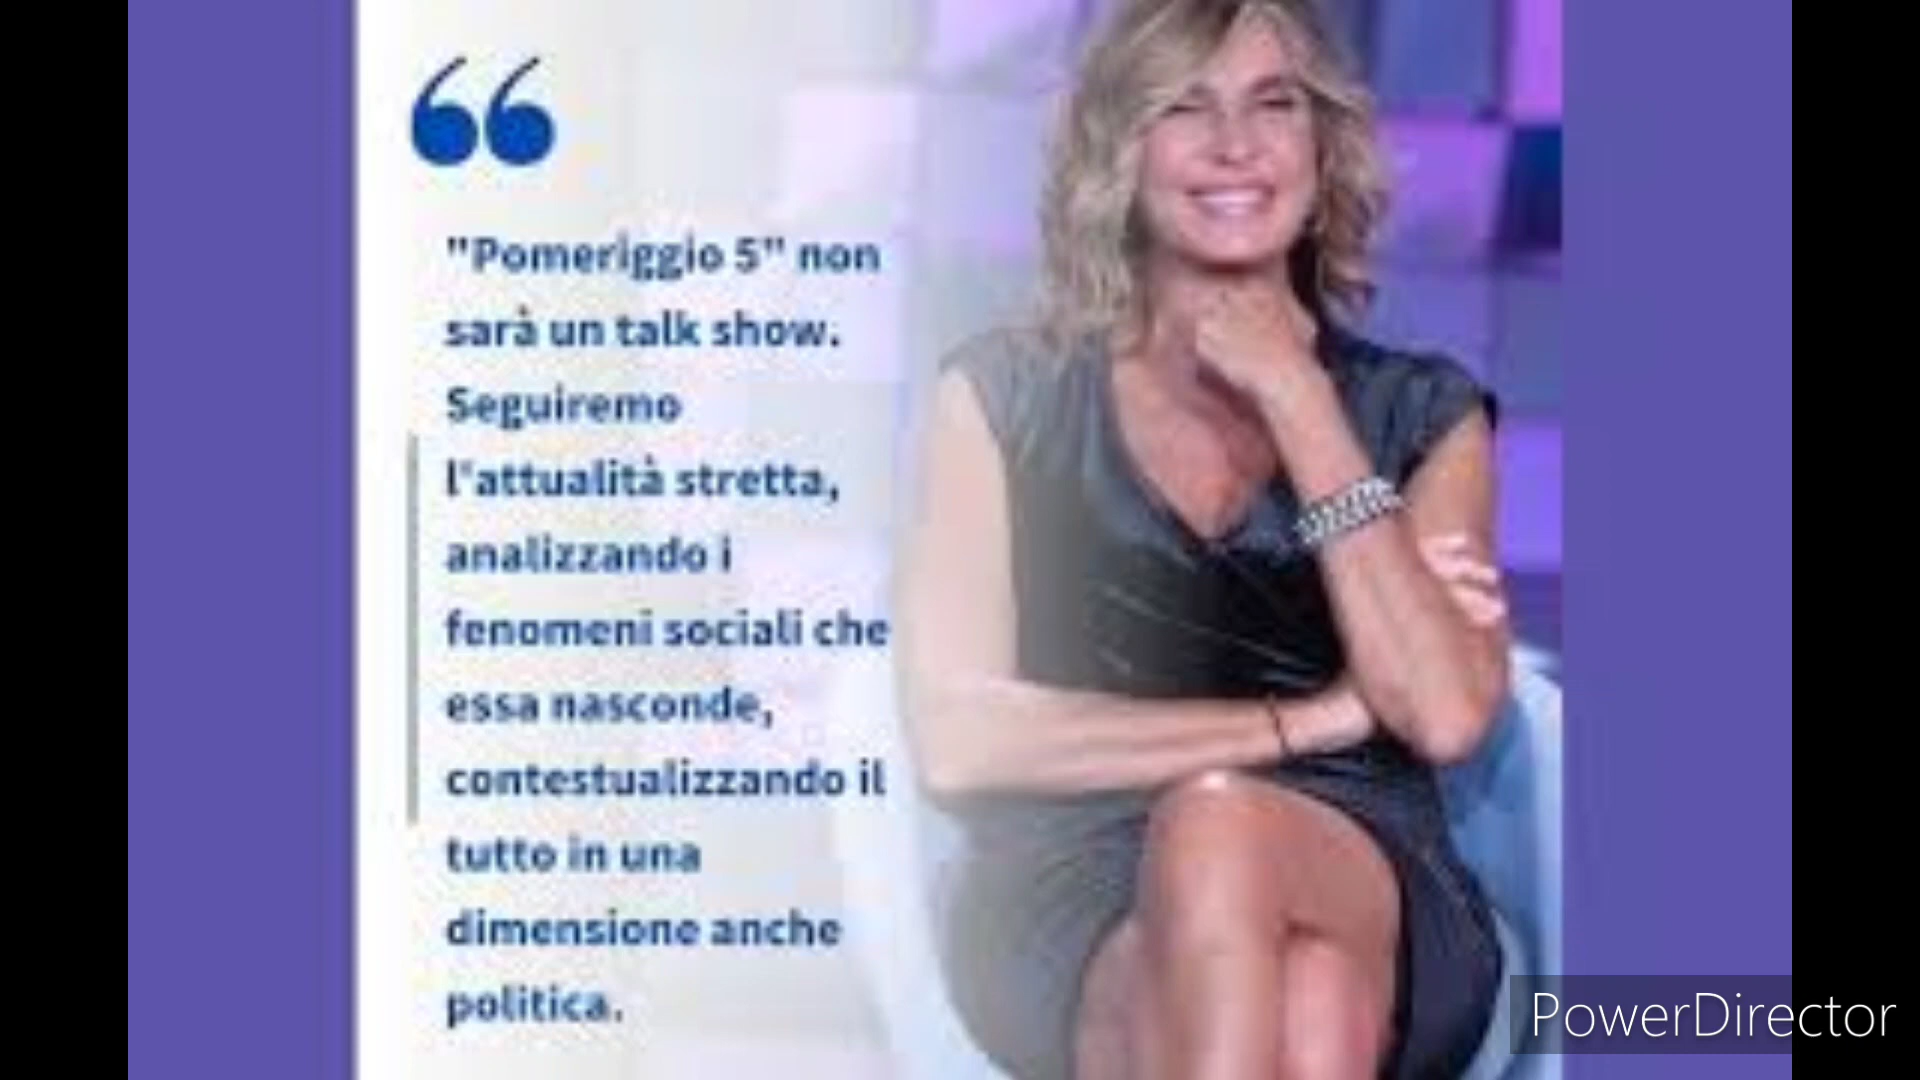 "Pomeriggio 5" non
sarà un talk show.
Seguiremo
l'attualità stretta,
analizzando i
fenomeni sociali che
essa nasconde,
contestualizzando il
tutto in una
dimensione anche
politica.
PowerDirector